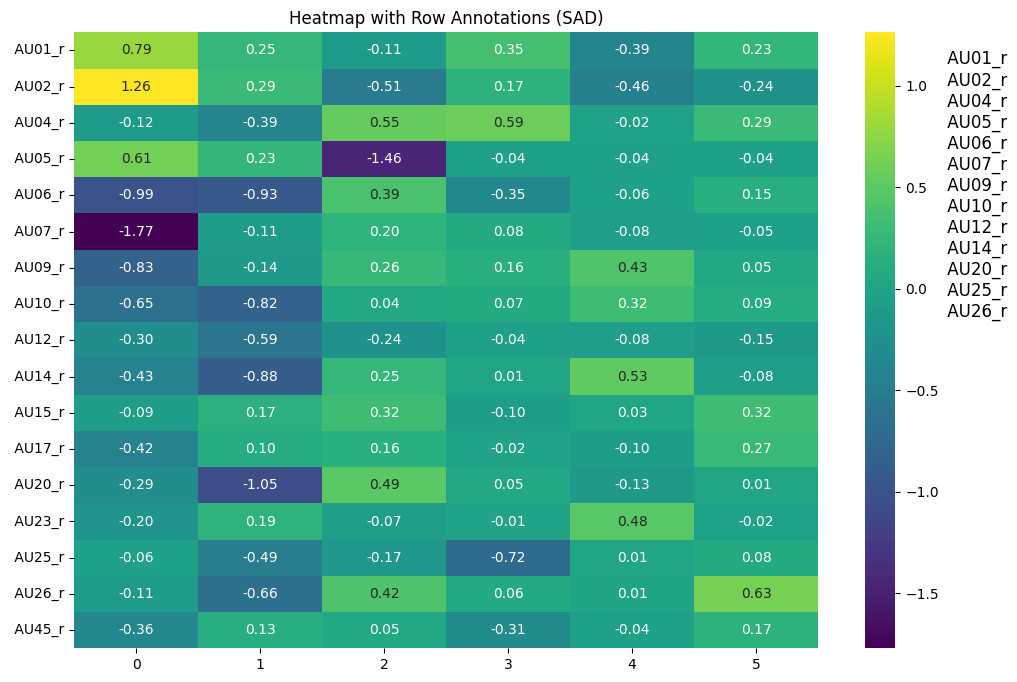 Heatmap with Row Annotations (SAD)
AU01_r 0.79 0.25 -0.11 0.35 -0.39 0.23
AU02_r 1.26 0.29 -0.51 0.17 -0.46 -0.24
AU04_r -0.12 -0.39 0.55 0.59 -0.02 0.29
AU05_r 0.61 0.23 -1.46 -0.04 -0.04 -0.04
AU06_r -0.99 -0.93 0.39 -0.35 -0.06 0.15
AU07_r -1.77 -0.11 0.20 0.08 -0.08 -0.05
AU09_r -0.83 -0.14 0.26 0.16 0.43 0.05
AU10_r -0.65 -0.82 0.04 0.07 0.32 0.09
AU12_r -0.30 -0.59 -0.24 -0.04 -0.08 -0.15
AU14_r -0.43 -0.88 0.25 0.01 0.53 -0.08
AU15_r -0.09 0.17 0.32 -0.10 0.03 0.32
AU17_r -0.42 0.10 0.16 -0.02 -0.10 0.27
AU20_r -0.29 -1.05 0.49 0.05 -0.13 0.01
AU23_r -0.20 0.19 -0.07 -0.01 0.48 -0.02
AU25_r -0.06 -0.49 -0.17 -0.72 0.01 0.08
AU26_r -0.11 -0.66 0.42 0.06 0.01 0.63
AU45_r -0.36 0.13 0.05 -0.31 -0.04 0.17
0 1 2 3 4 5
1.0
0.5
0.0
−0.5
−1.0
−1.5
AU01_r
AU02_r
AU04_r
AU05_r
AU06_r
AU07_r
AU09_r
AU10_r
AU12_r
AU14_r
AU20_r
AU25_r
AU26_r